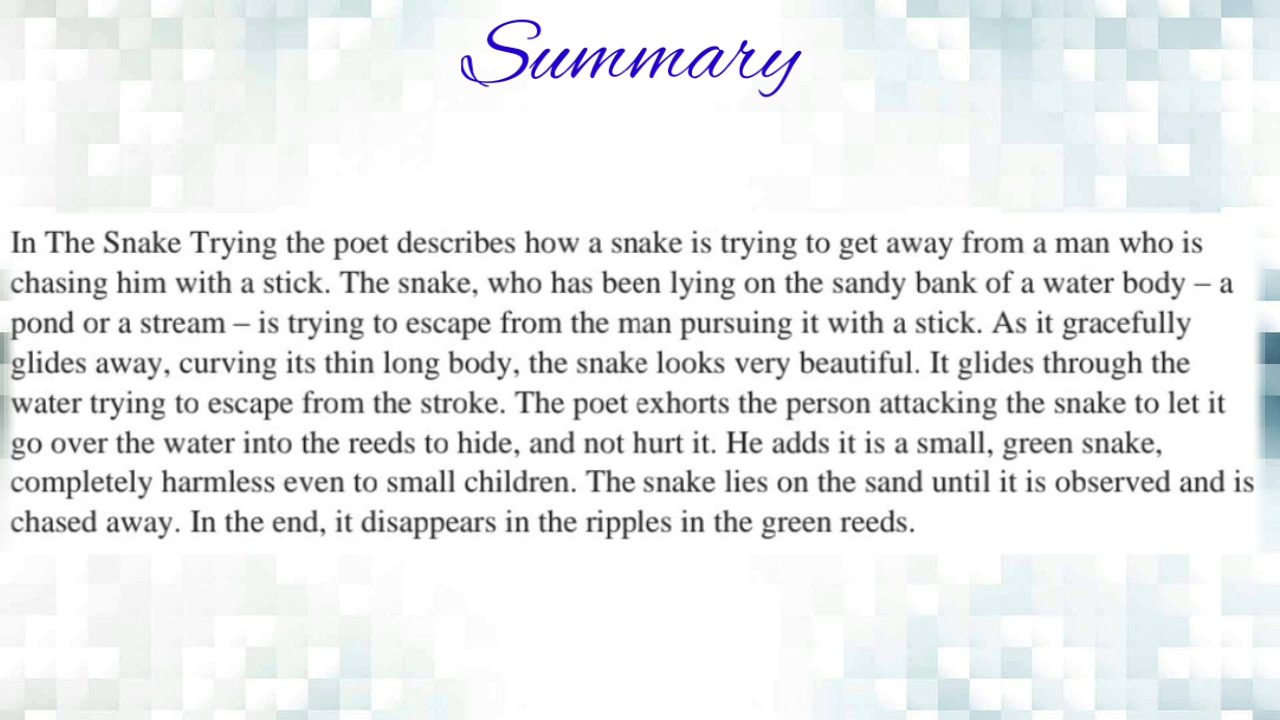 Summary
In The Snake Trying the poet describes how a snake is trying to get away from a man who is
chasing him with a stick. The snake, who has been lying on the sandy bank of a water body – a
pond or a stream – is trying to escape from the man pursuing it with a stick. As it gracefully
glides away, curving its thin long body, the snake looks very beautiful. It glides through the
water trying to escape from the stroke. The poet exhorts the person attacking the snake to let it
go over the water into the reeds to hide, and not hurt it. He adds it is a small, green snake,
completely harmless even to small children. The snake lies on the sand until it is observed and is
chased away. In the end, it disappears in the ripples in the green reeds.